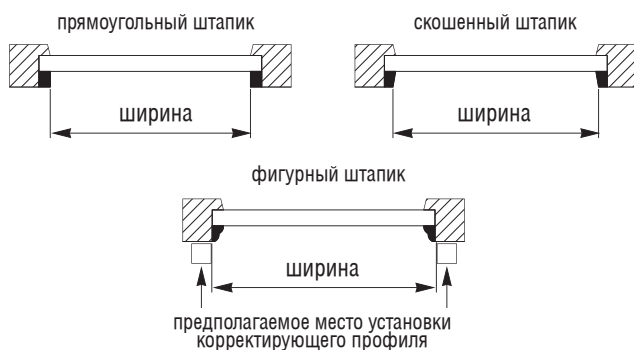 прямоугольный штапик
скошенный штапик
ширина
ширина
фигурный штапик
ширина
предполагаемое место установки
корректирующего профиля